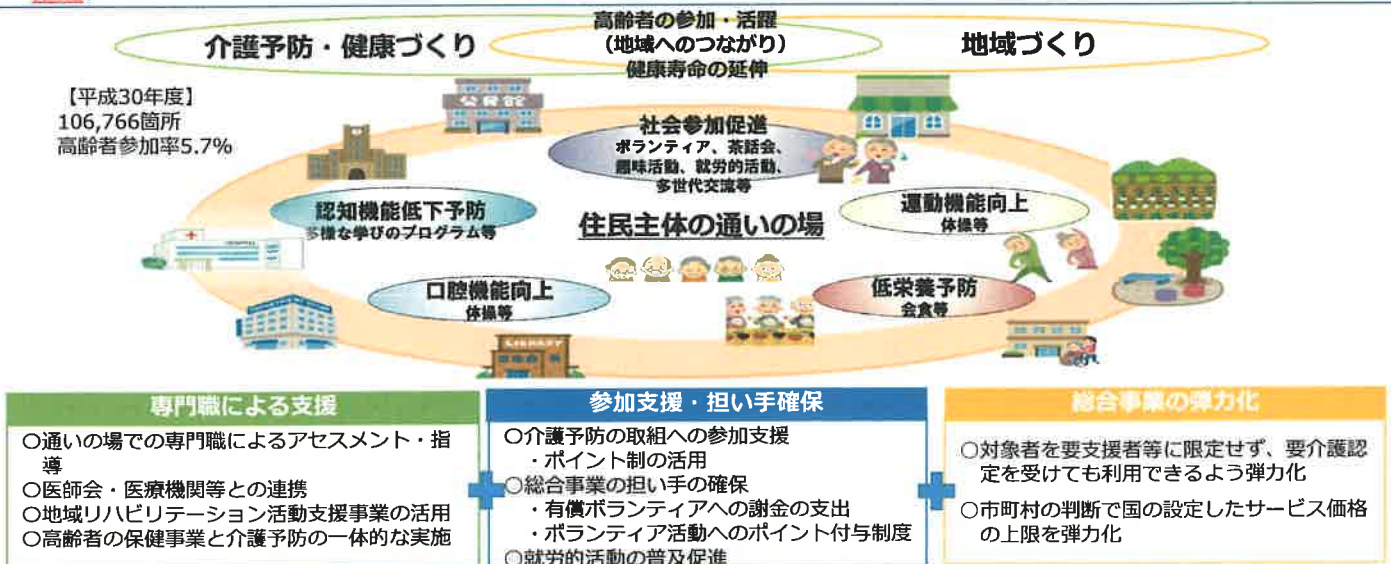 高齢者の参加・活躍
介護予防・健康づくり
(地域へのつながり)
地域づくり
健康寿命の延伸
【平成30年度】
106,766箇所
高齢者参加率5.7%
公民館
社会参加促進
ボランティア、茶話会、
趣味活動、就労的活動、
多世代交流等
認知機能低下予防
多様な学びのプログラム等
住民主体の通いの場
運動機能向上
体操等
HOSPITAL
口腔機能向上
体操等
低栄養予防
会食等
LIBRARY
専門職による支援
○通いの場での専門職によるアセスメント・指
導
○医師会・医療機関等との連携
○地域リハビリテーション活動支援事業の活用
○高齢者の保健事業と介護予防の一体的な実施
参加支援・担い手確保
○介護予防の取組への参加支援
・ポイント制の活用
○総合事業の担い手の確保
・有償ボランティアへの謝金の支出
・ボランティア活動へのポイント付与制度
○就労的活動の普及促進
総合事業の弾力化
○対象者を要支援者等に限定せず、要介護認
定を受けても利用できるよう弾力化
○市町村の判断で国の設定したサービス価格
の上限を弾力化